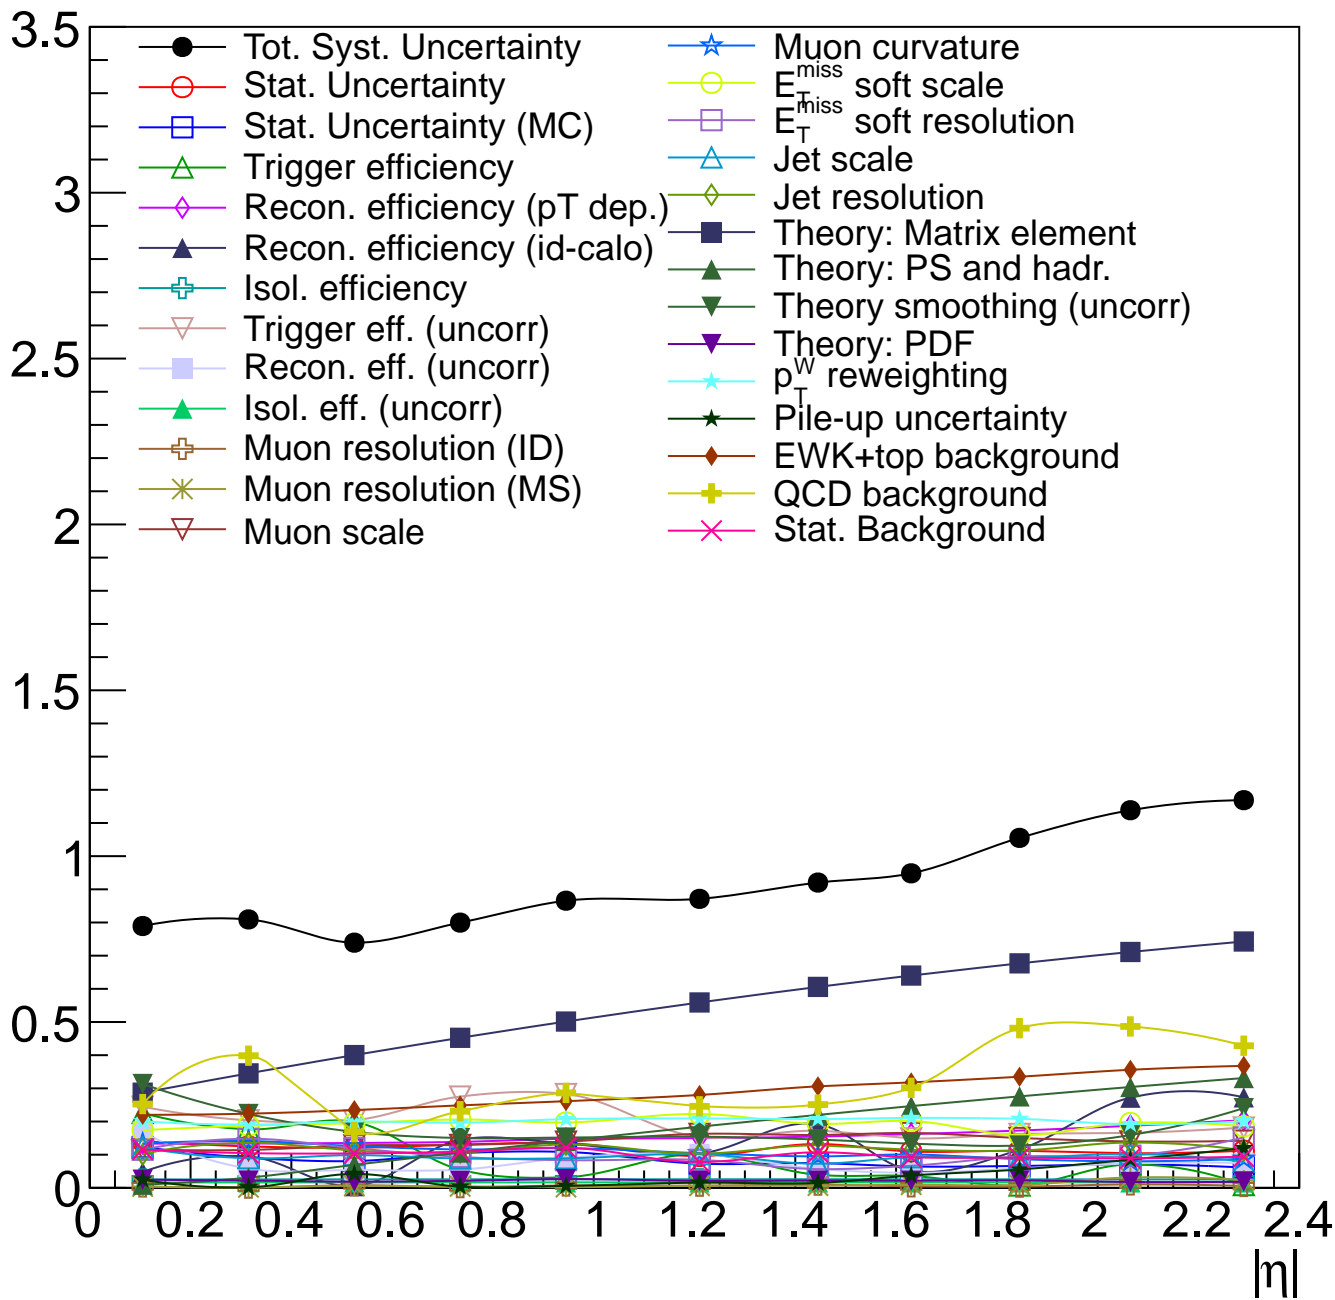 3.5
3
2.5
2
1.5
1
0.5
0
Tot. Syst. Uncertainty
Stat. Uncertainty
Stat. Uncertainty (MC)
Trigger efficiency
Recon. efficiency (pT dep.)
Recon. efficiency (id-calo)
Isol. efficiency
Trigger eff. (uncorr)
Recon. eff. (uncorr)
Isol. eff. (uncorr)
Muon resolution (ID)
Muon resolution (MS)
Muon scale
Muon curvature
E_T^miss soft scale
E_T^miss soft resolution
Jet scale
Jet resolution
Theory: Matrix element
Theory: PS and hadr.
Theory smoothing (uncorr)
Theory: PDF
p_T^W reweighting
Pile-up uncertainty
EWK+top background
QCD background
Stat. Background
0 0.2 0.4 0.6 0.8 1 1.2 1.4 1.6 1.8 2 2.2 2.4
|η|